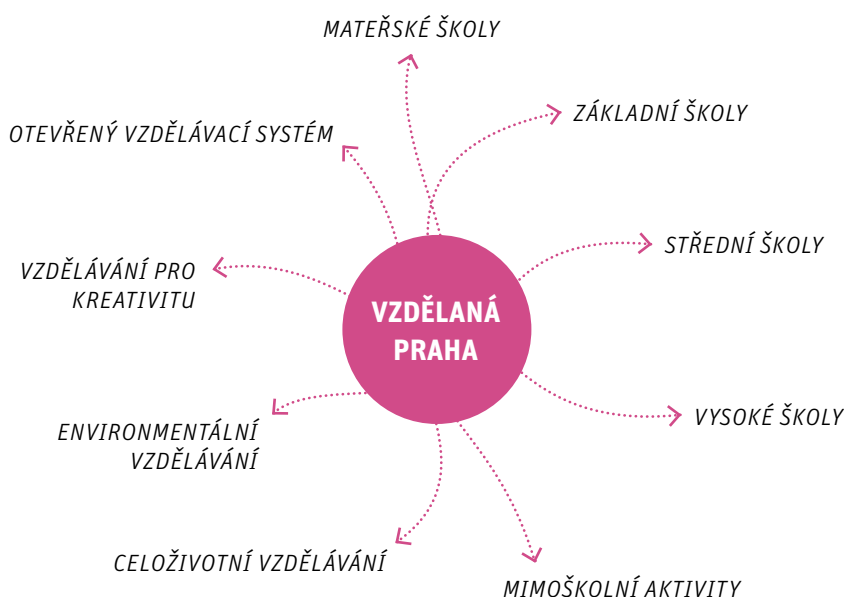 MATEŘSKÉ ŠKOLY
ZÁKLADNÍ ŠKOLY
OTEVŘENÝ VZDĚLÁVACÍ SYSTÉM
STŘEDNÍ ŠKOLY
VZDĚLÁVÁNÍ PRO
KREATIVITU
VZDĚLANÁ
PRAHA
VYSOKÉ ŠKOLY
ENVIRONMENTÁLNÍ
VZDĚLÁVÁNÍ
CELOŽIVOTNÍ VZDĚLÁVÁNÍ
MIMOŠKOLNÍ AKTIVITY